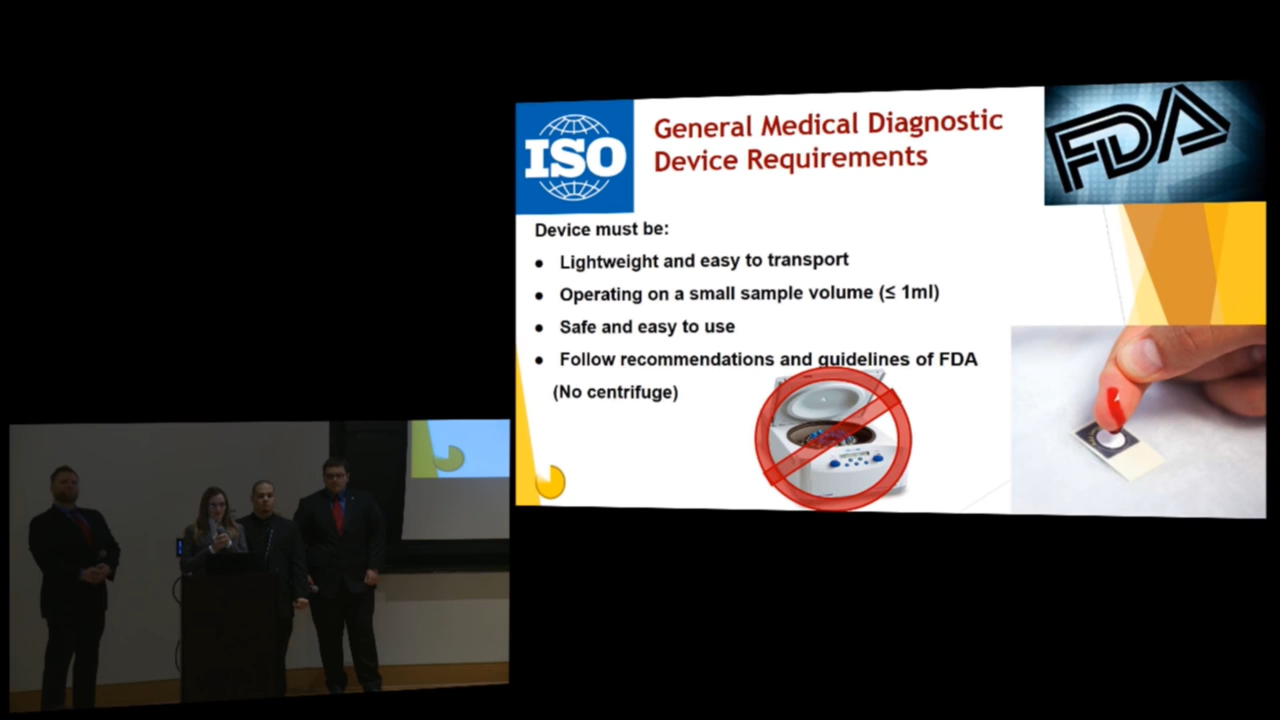 ISO
General Medical Diagnostic
Device Requirements
FDA
Device must be:
● Lightweight and easy to transport
● Operating on a small sample volume (≤ 1ml)
● Safe and easy to use
● Follow recommendations and guidelines of FDA
(No centrifuge)